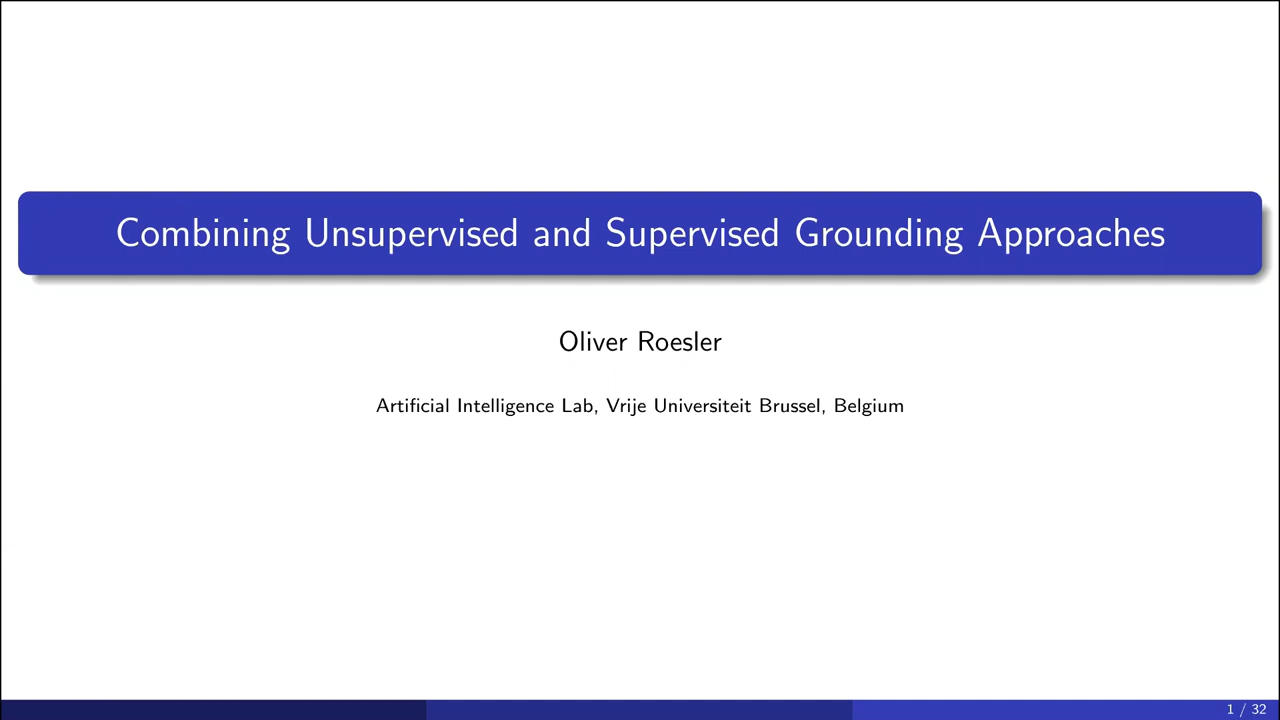 Combining Unsupervised and Supervised Grounding Approaches
Oliver Roesler
Artificial Intelligence Lab, Vrije Universiteit Brussel, Belgium
1 / 32